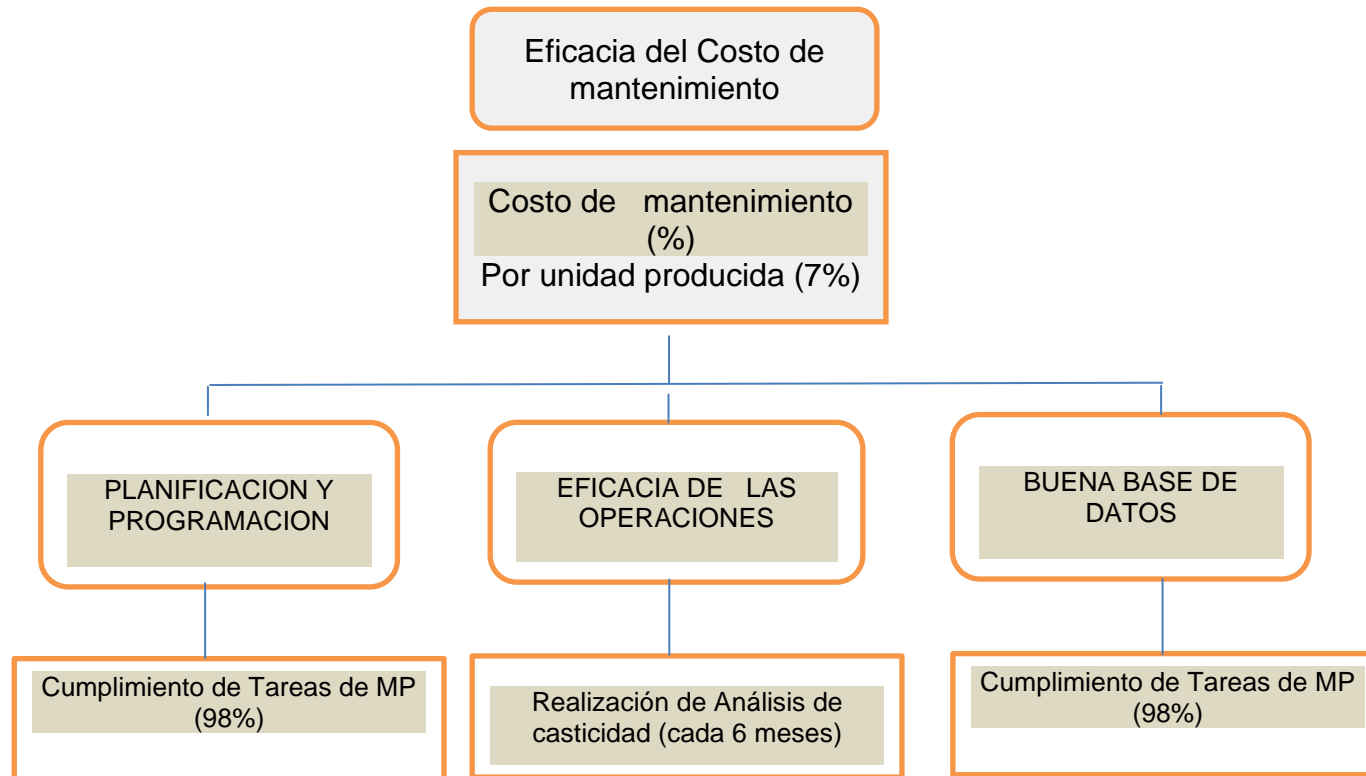 Eficacia del Costo de
mantenimiento
Costo de mantenimiento
(%)
Por unidad producida (7%)
PLANIFICACION Y
PROGRAMACION
EFICACIA DE LAS
OPERACIONES
BUENA BASE DE
DATOS
Cumplimiento de Tareas de MP
(98%)
Realización de Análisis de
casticidad (cada 6 meses)
Cumplimiento de Tareas de MP
(98%)